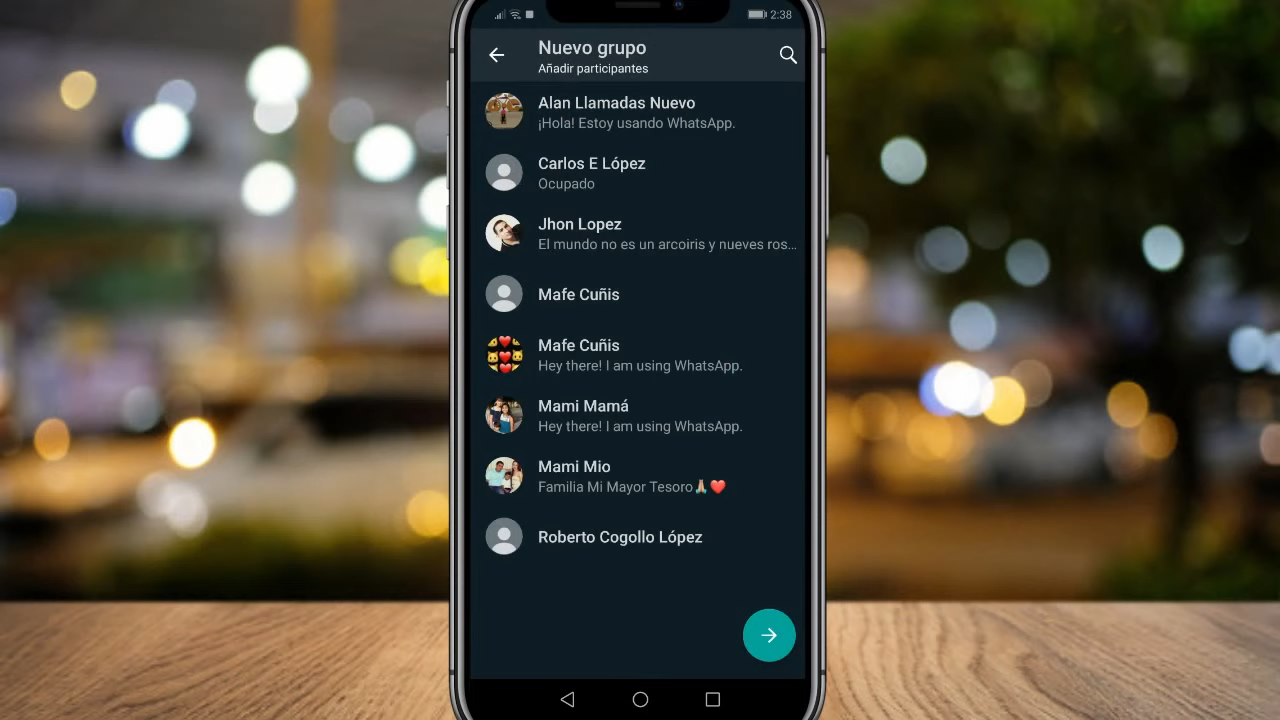 2:38
Nuevo grupo
Añadir participantes
Alan Llamadas Nuevo
¡Hola! Estoy usando WhatsApp.
Carlos E López
Ocupado
Jhon Lopez
El mundo no es un arcoiris y nueves ros...
Mafe Cuñis
Mafe Cuñis
Hey there! I am using WhatsApp.
Mami Mamá
Hey there! I am using WhatsApp.
Mami Mio
Familia Mi Mayor Tesoro🙏🏼❤️
Roberto Cogollo López